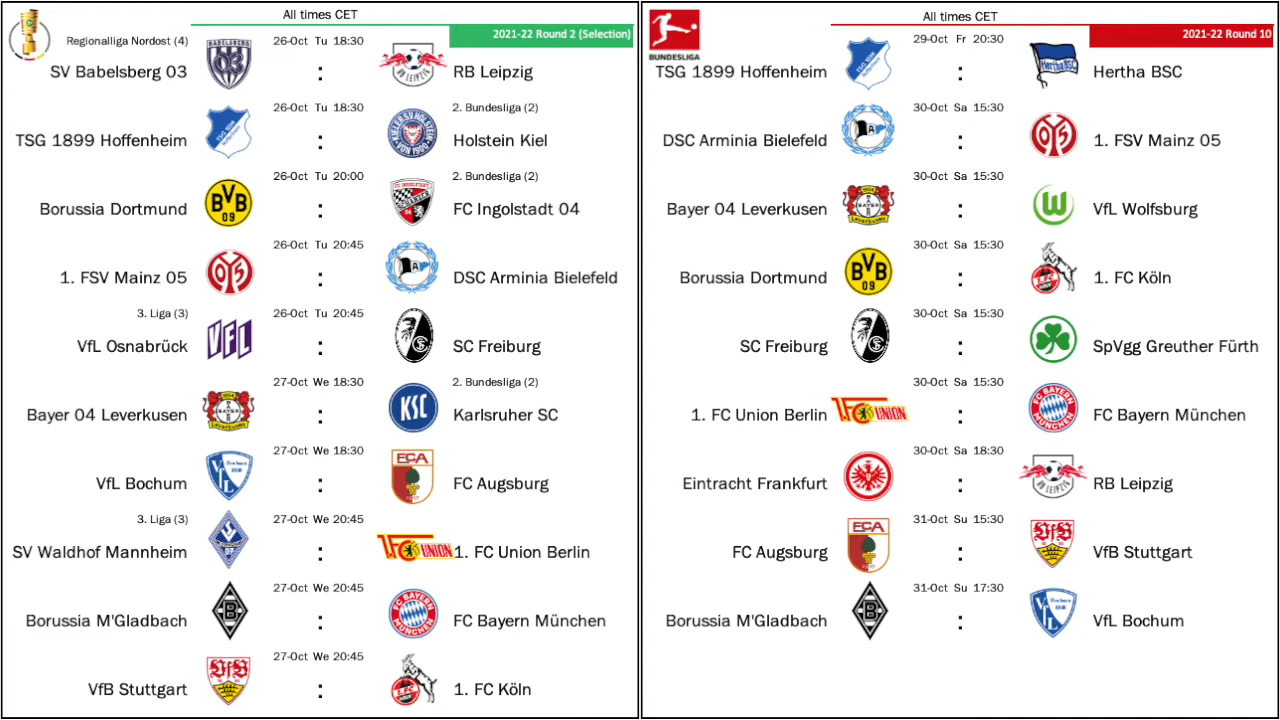 All times CET
2021-22 Round 2 (Selection)
Regionalliga Nordost (4) 26-Oct Tu 18:30
SV Babelsberg 03 : RB Leipzig
26-Oct Tu 18:30 2. Bundesliga (2)
TSG 1899 Hoffenheim : Holstein Kiel
26-Oct Tu 20:00 2. Bundesliga (2)
Borussia Dortmund : FC Ingolstadt 04
26-Oct Tu 20:45
1. FSV Mainz 05 : DSC Arminia Bielefeld
3. Liga (3) 26-Oct Tu 20:45
VfL Osnabrück : SC Freiburg
27-Oct We 18:30 2. Bundesliga (2)
Bayer 04 Leverkusen : Karlsruher SC
27-Oct We 18:30
VfL Bochum : FC Augsburg
3. Liga (3) 27-Oct We 20:45
SV Waldhof Mannheim : 1. FC Union Berlin
27-Oct We 20:45
Borussia M'Gladbach : FC Bayern München
27-Oct We 20:45
VfB Stuttgart : 1. FC Köln
BUNDESLIGA
All times CET
2021-22 Round 10
29-Oct Fr 20:30
TSG 1899 Hoffenheim : Hertha BSC
30-Oct Sa 15:30
DSC Arminia Bielefeld : 1. FSV Mainz 05
30-Oct Sa 15:30
Bayer 04 Leverkusen : VfL Wolfsburg
30-Oct Sa 15:30
Borussia Dortmund : 1. FC Köln
30-Oct Sa 15:30
SC Freiburg : SpVgg Greuther Fürth
30-Oct Sa 15:30
1. FC Union Berlin : FC Bayern München
30-Oct Sa 18:30
Eintracht Frankfurt : RB Leipzig
31-Oct Su 15:30
FC Augsburg : VfB Stuttgart
31-Oct Su 17:30
Borussia M'Gladbach : VfL Bochum